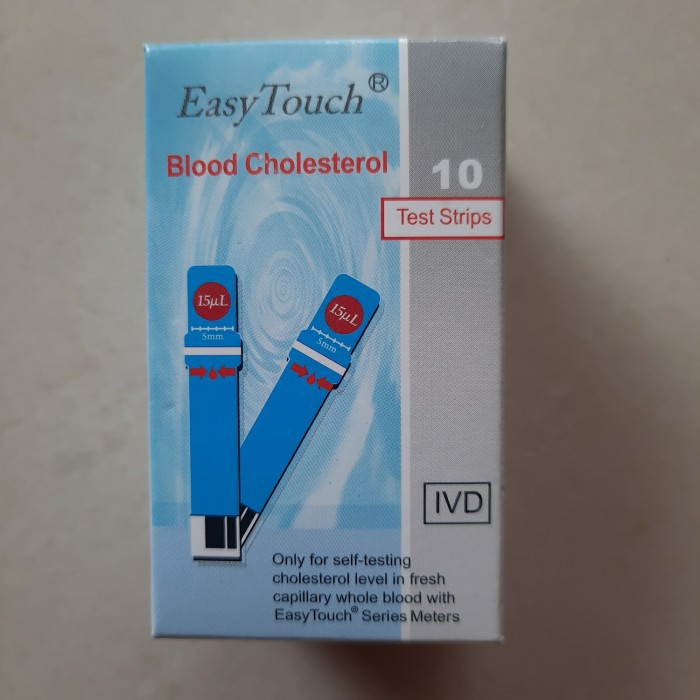 EasyTouch®
Blood Cholesterol
10
Test Strips
15µL
5mm
15µL
5mm
IVD
Only for self-testing
cholesterol level in fresh
capillary whole blood with
EasyTouch® Series Meters